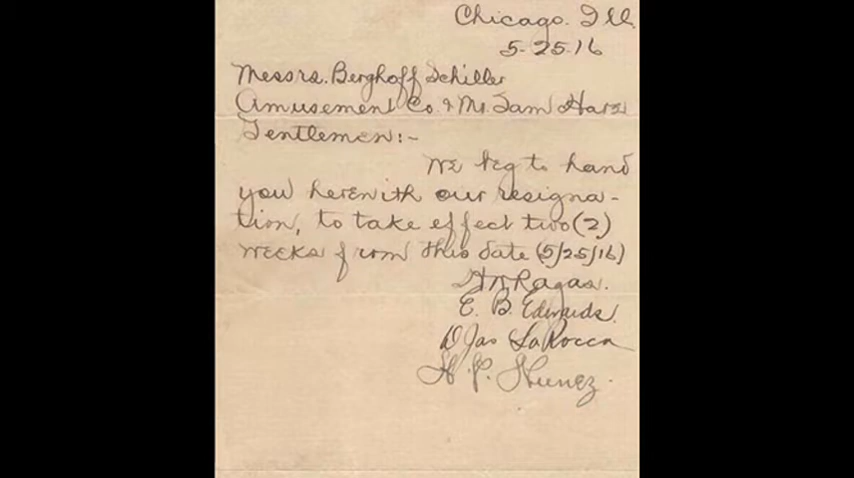 Chicago. Ill.
5-25-16
Messrs. Berghoff Schiller
Amusement Co. & Mr. Sam Hare
Gentlemen:-
We beg to hand
you herewith our resigna-
tion, to take effect two (2)
weeks from this date (5/25/16)
H W Ragas.
E. B. Edwards.
D Jas LaRocca
A. P. Nunez.